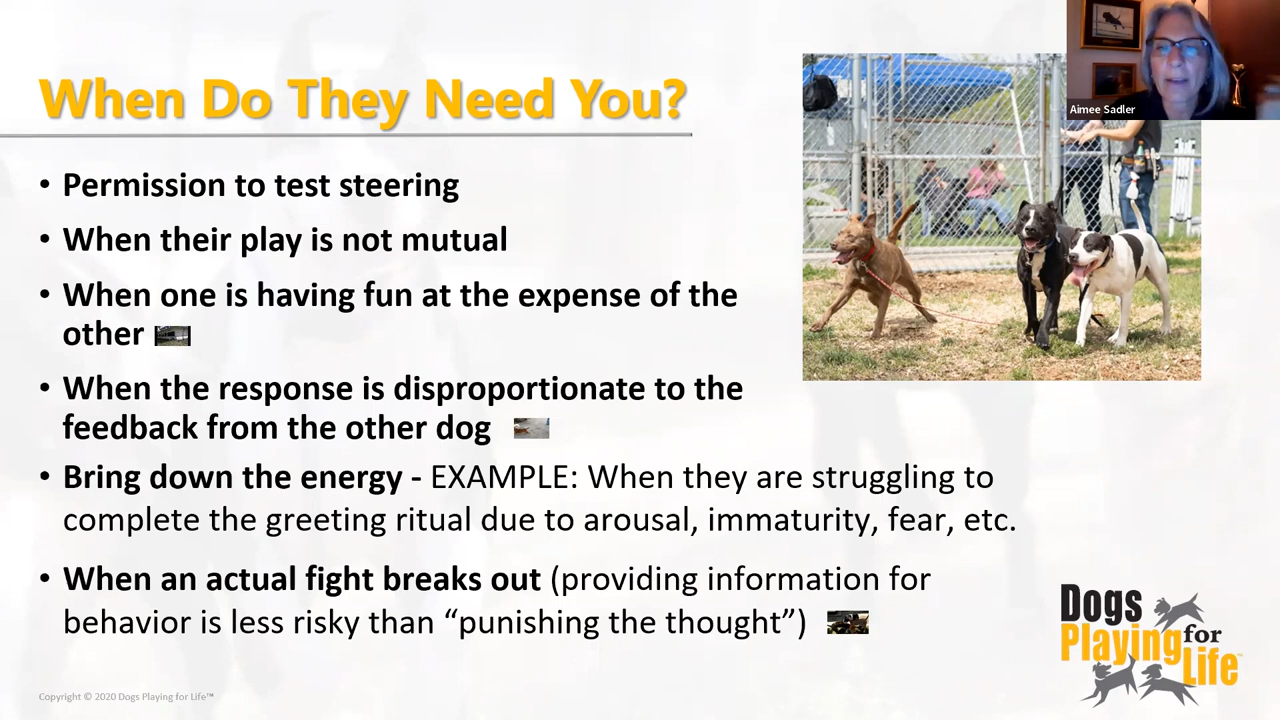 When Do They Need You?
Aimee Sadler
• Permission to test steering
• When their play is not mutual
• When one is having fun at the expense of the
other
• When the response is disproportionate to the
feedback from the other dog
• Bring down the energy - EXAMPLE: When they are struggling to
complete the greeting ritual due to arousal, immaturity, fear, etc.
• When an actual fight breaks out (providing information for
behavior is less risky than “punishing the thought”)
Dogs
Playing for
Life™
Copyright © 2020 Dogs Playing for Life™